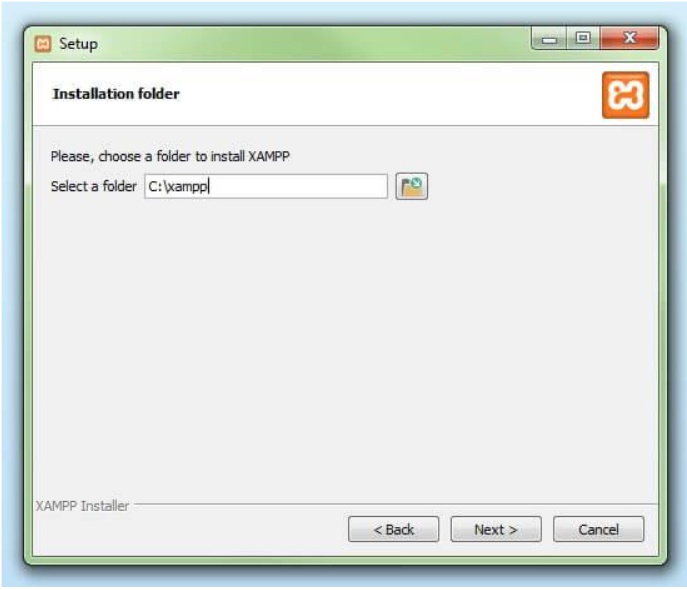 Setup
Installation folder
Please, choose a folder to install XAMPP
Select a folder C:\xampp
XAMPP Installer
< Back Next > Cancel